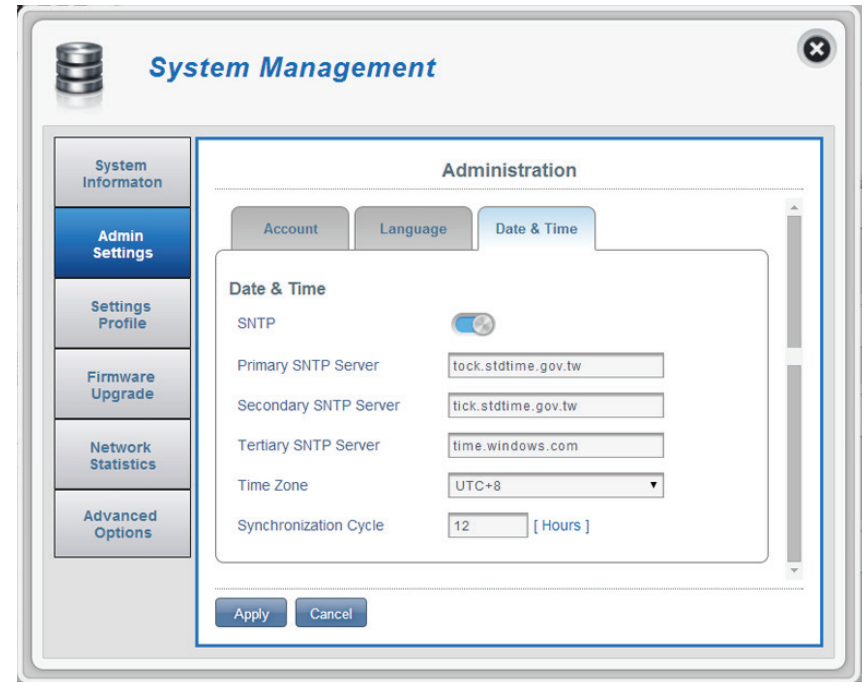 System Management
System
Informaton
Admin
Settings
Settings
Profile
Firmware
Upgrade
Network
Statistics
Advanced
Options
Administration
Account
Language
Date & Time
Date & Time
SNTP
Primary SNTP Server
tock.stdtime.gov.tw
Secondary SNTP Server
tick.stdtime.gov.tw
Tertiary SNTP Server
time.windows.com
Time Zone
UTC+8
Synchronization Cycle
12
[ Hours ]
Apply
Cancel